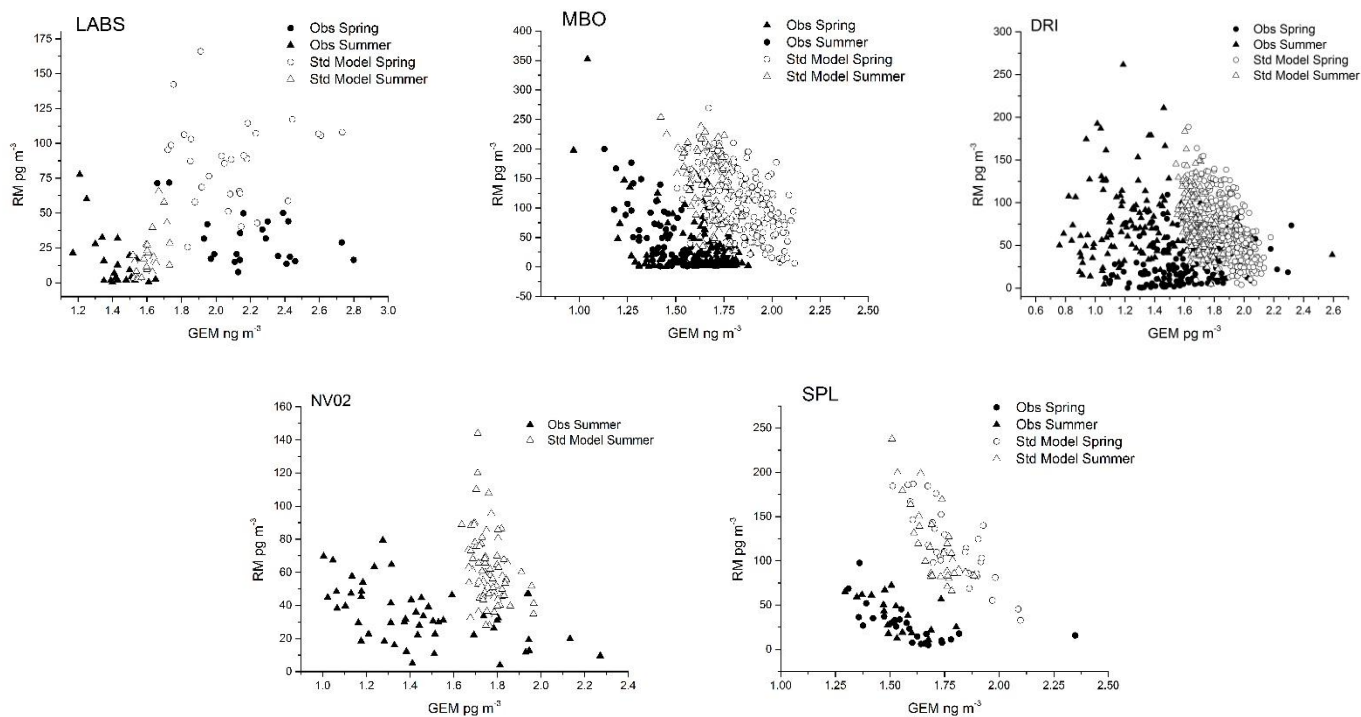 LABS
Obs Spring
Obs Summer
Std Model Spring
Std Model Summer
175
150
125
100
75
50
25
0
RM pg m⁻³
1.2 1.4 1.6 1.8 2.0 2.2 2.4 2.6 2.8 3.0
GEM ng m⁻³
MBO
Obs Spring
Obs Summer
Std Model Spring
Std Model Summer
400
350
300
250
200
150
100
50
0
-50
RM pg m⁻³
1.00 1.25 1.50 1.75 2.00 2.25 2.50
GEM ng m⁻³
DRI
Obs Spring
Obs Summer
Std Model Spring
Std Model Summer
300
250
200
150
100
50
0
RM pg m⁻³
0.6 0.8 1.0 1.2 1.4 1.6 1.8 2.0 2.2 2.4 2.6
GEM pg m⁻³
NV02
Obs Summer
Std Model Summer
160
140
120
100
80
60
40
20
0
RM pg m⁻³
1.0 1.2 1.4 1.6 1.8 2.0 2.2 2.4
GEM pg m⁻³
SPL
Obs Spring
Obs Summer
Std Model Spring
Std Model Summer
250
200
150
100
50
0
RM pg m⁻³
1.00 1.25 1.50 1.75 2.00 2.25 2.50
GEM ng m⁻³